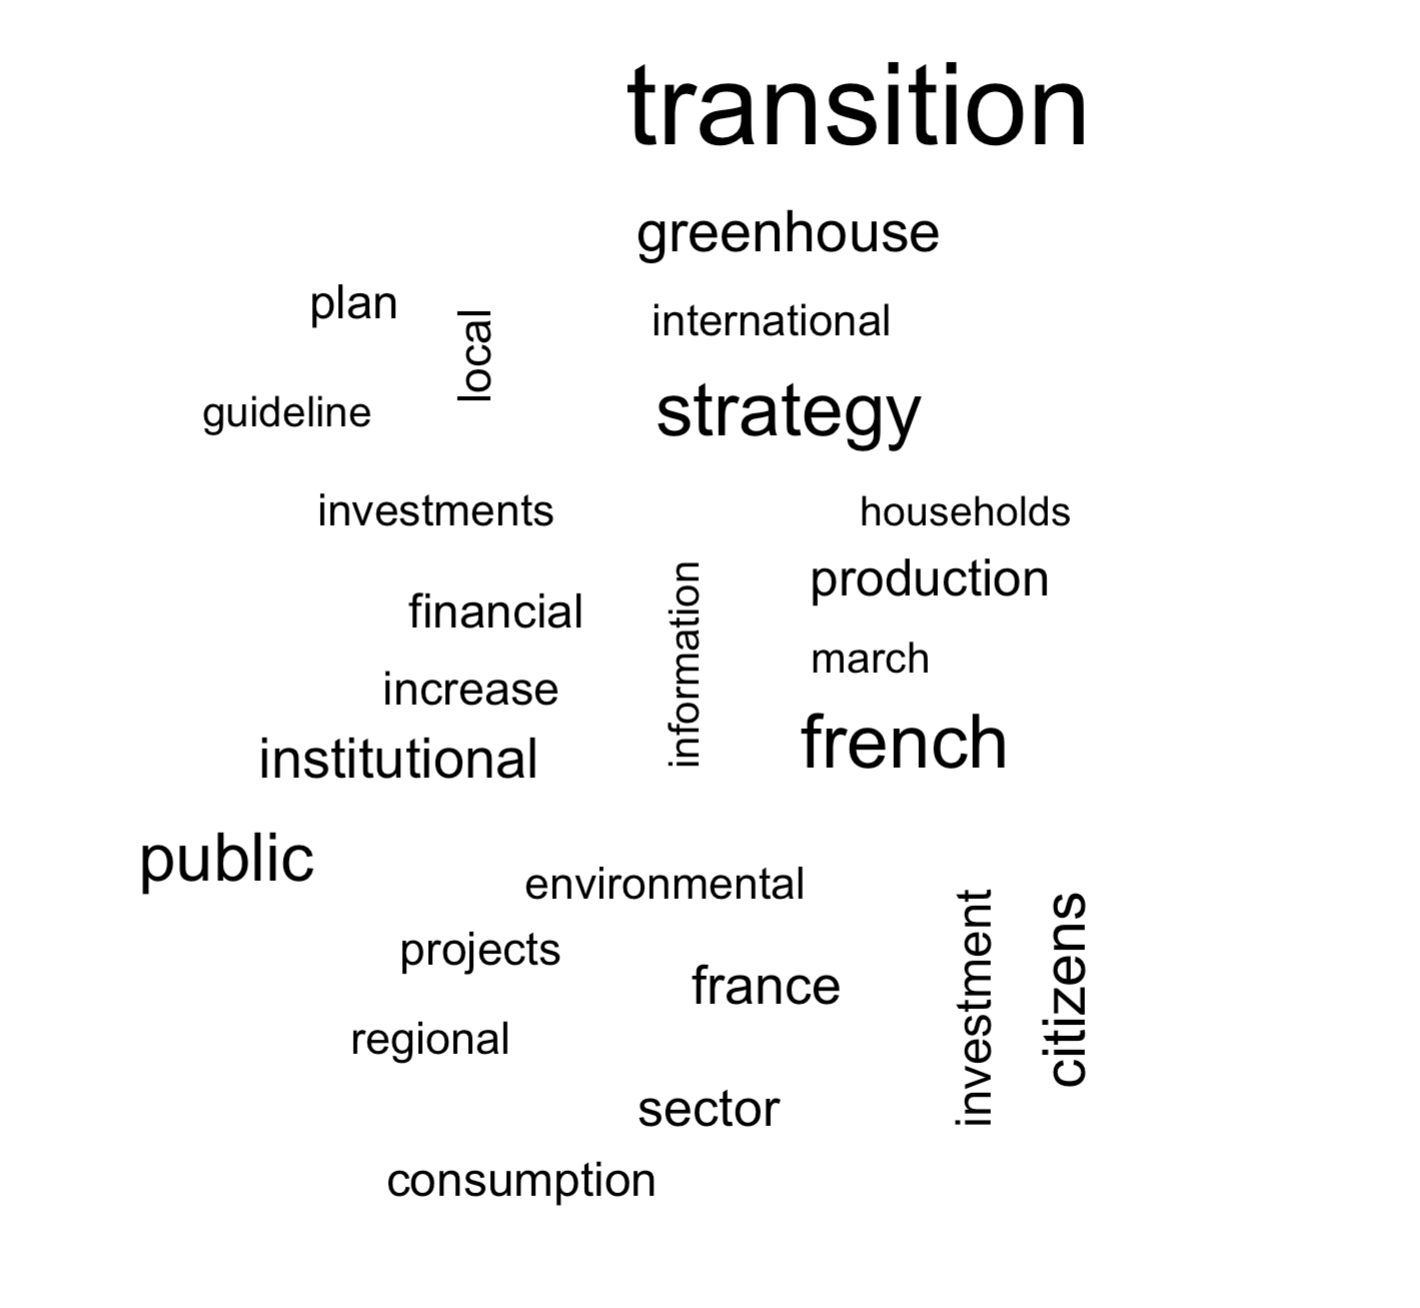 transition
greenhouse
plan
local
international
guideline
strategy
investments
households
production
financial
information
march
increase
french
institutional
public
environmental
investment
citizens
projects
france
regional
sector
consumption